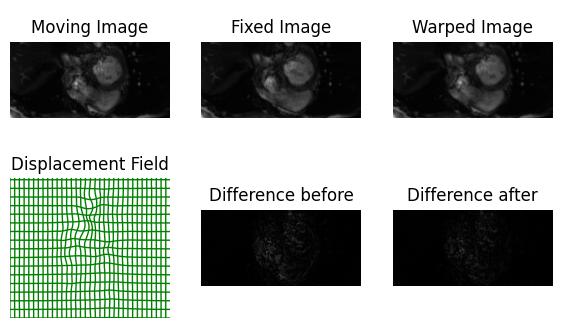 Moving Image
Fixed Image
Warped Image
Displacement Field
Difference before
Difference after